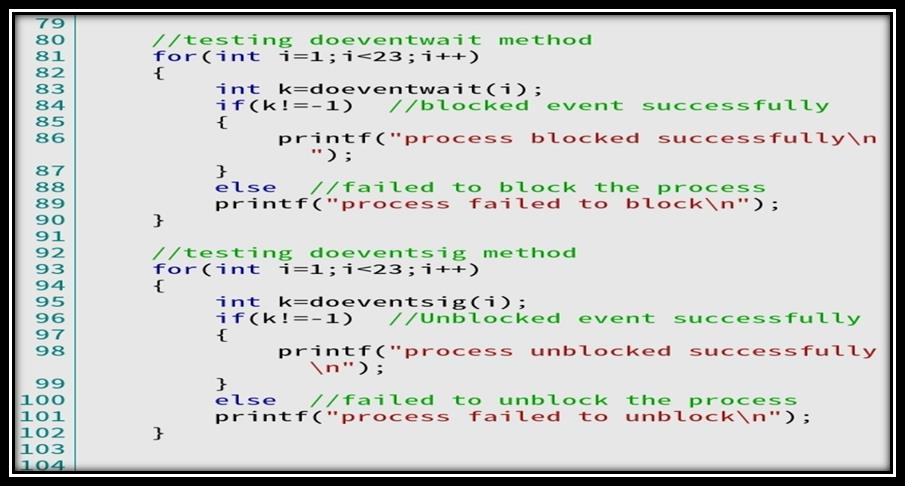 79
80 //testing doeventwait method
81 for(int i=1;i<23;i++)
82 {
83 int k=doeventwait(i);
84 if(k!=-1) //blocked event successfully
85 {
86 printf("process blocked successfully\n
");
87 }
88 else //failed to block the process
89 printf("process failed to block\n");
90 }
91
92 //testing doeventsig method
93 for(int i=1;i<23;i++)
94 {
95 int k=doeventsig(i);
96 if(k!=-1) //Unblocked event successfully
97 {
98 printf("process unblocked successfully
\n");
99 }
100 else //failed to unblock the process
101 printf("process failed to unblock\n");
102 }
103
104